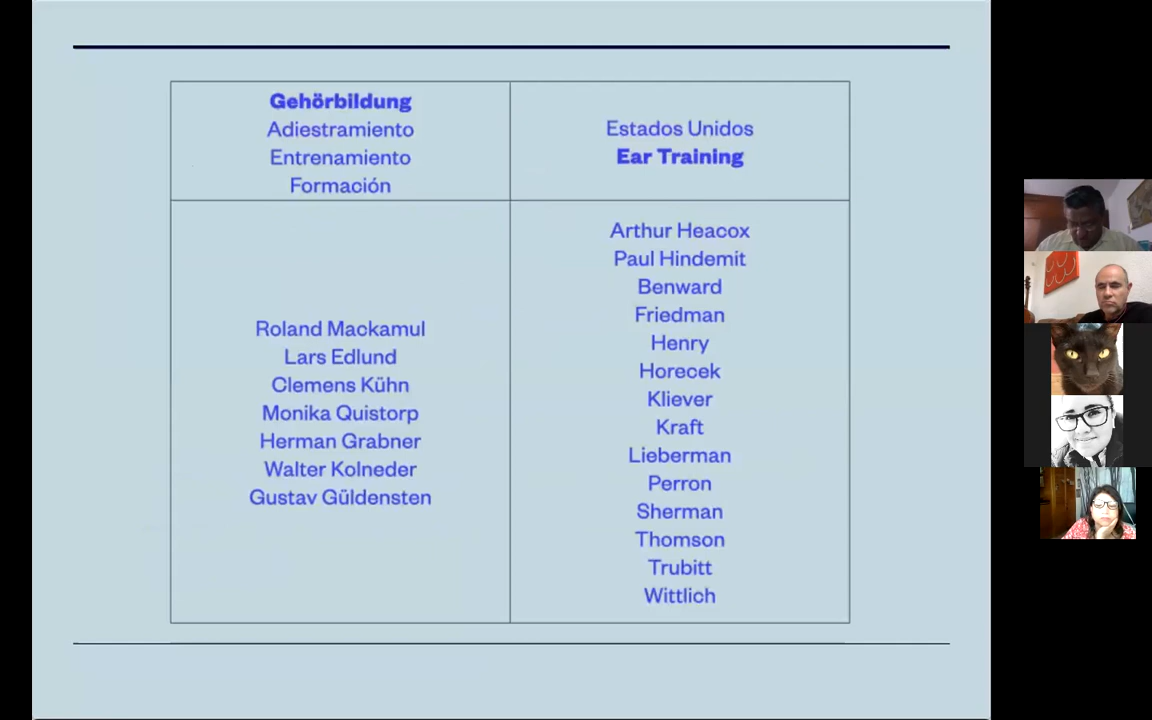 Gehörbildung
Adiestramiento
Entrenamiento
Formación
Estados Unidos
Ear Training
Roland Mackamul
Lars Edlund
Clemens Kühn
Monika Quistorp
Herman Grabner
Walter Kolneder
Gustav Güldensten
Arthur Heacox
Paul Hindemit
Benward
Friedman
Henry
Horecek
Kliever
Kraft
Lieberman
Perron
Sherman
Thomson
Trubitt
Wittlich